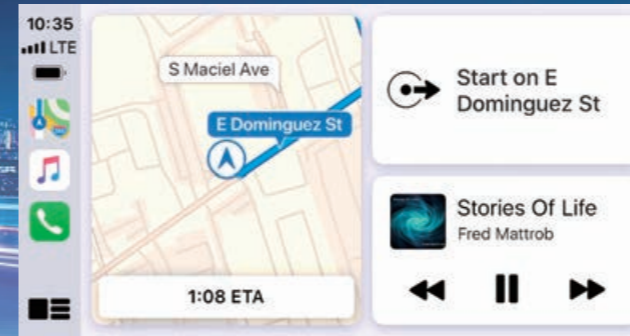 10:35
LTE
S Maciel Ave
E Dominguez St
1:08 ETA
Start on E
Dominguez St
Stories Of Life
Fred Mattrob